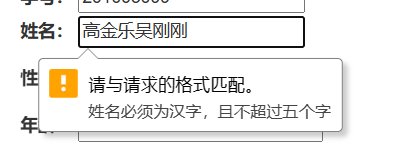 姓名：
高金乐吴刚刚
性
请与请求的格式匹配。
姓名必须为汉字，且不超过五个字
年